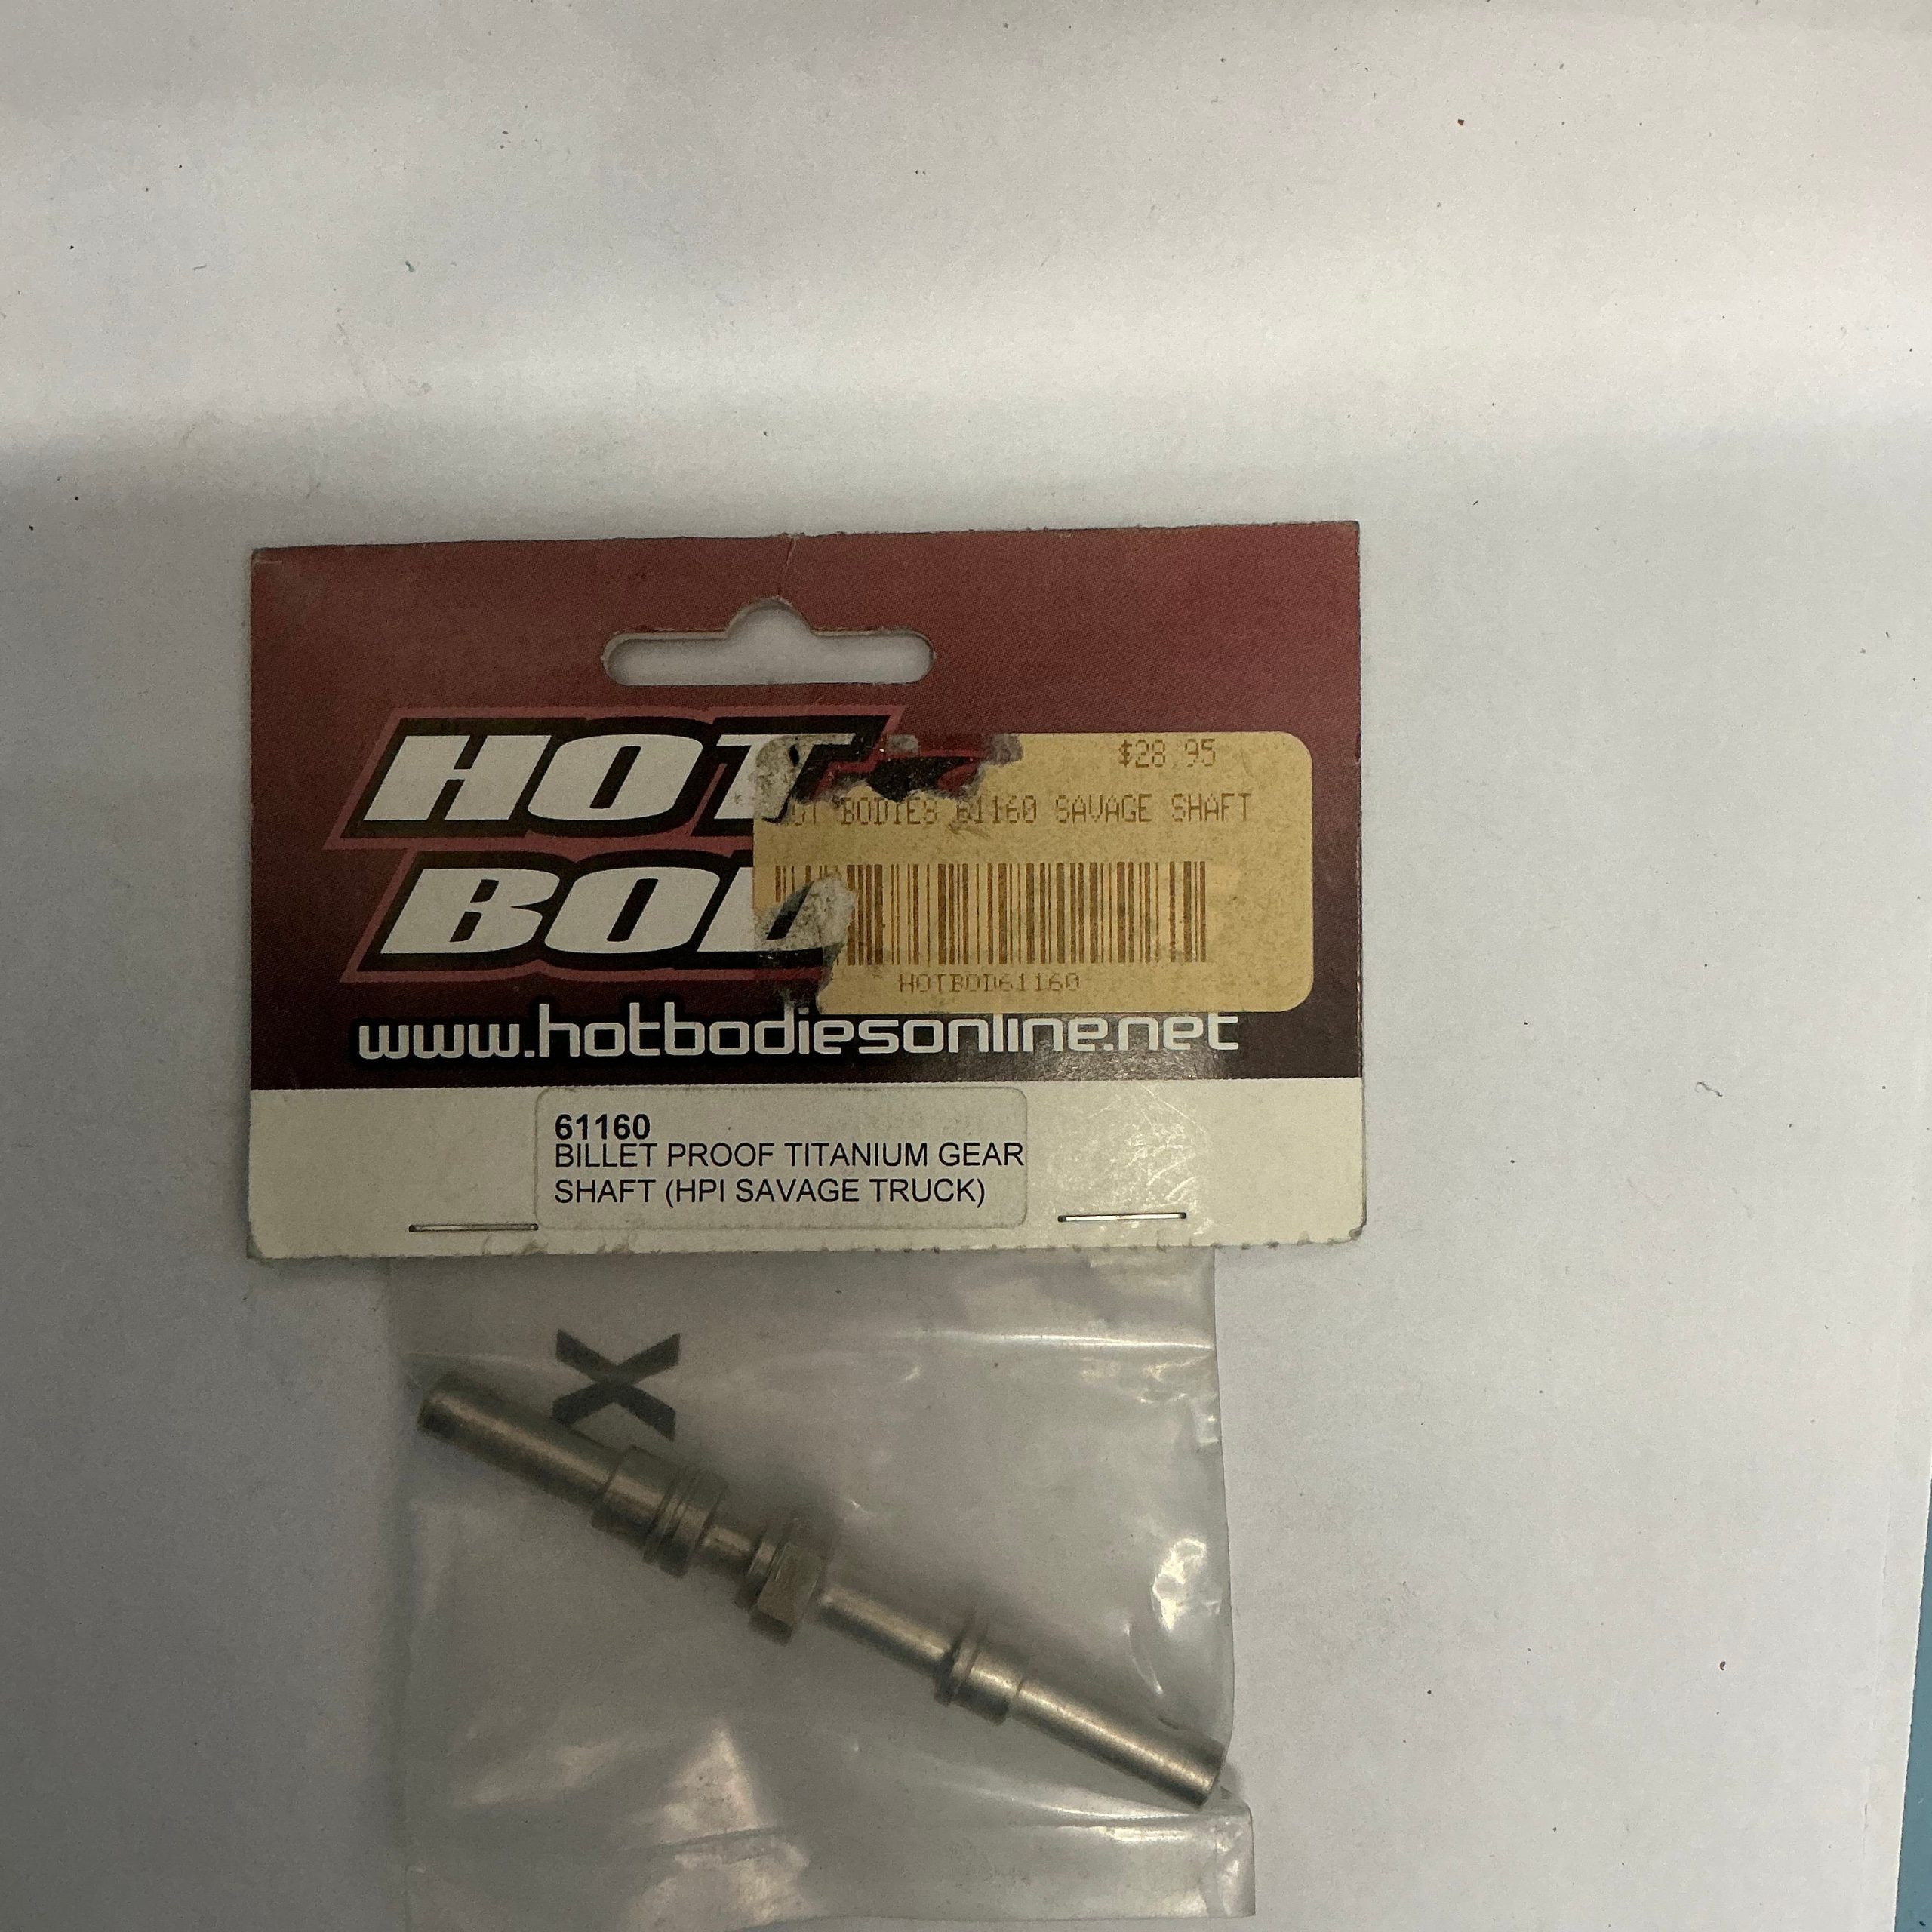 HOT
$28.95
BODIES 61160 SAVAGE SHAFT
HOTBOD61160
www.hotbodiesonline.net
61160
BILLET PROOF TITANIUM GEAR
SHAFT (HPI SAVAGE TRUCK)
X